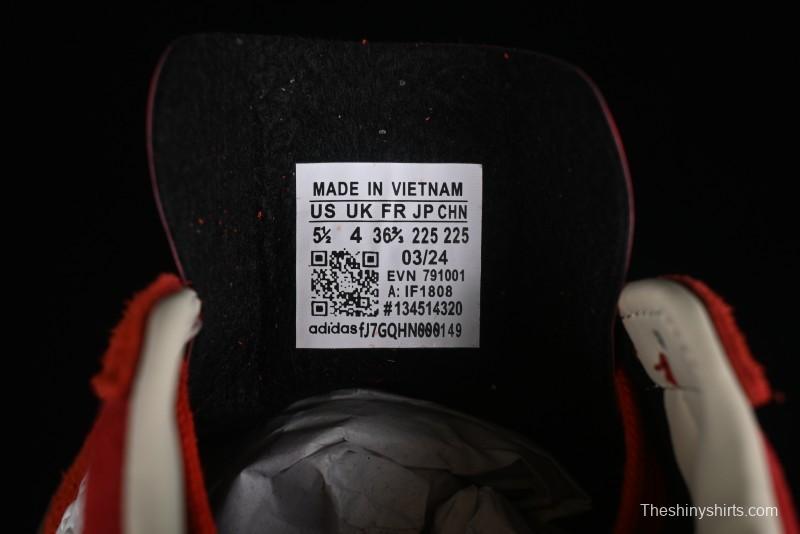 MADE IN VIETNAM
US UK FR JP CHN
5½ 4 36⅔ 225 225
03/24
EVN 791001
A: IF1808
#134514320
adidas fJ7GQHN000149
Theshinyshirts.com